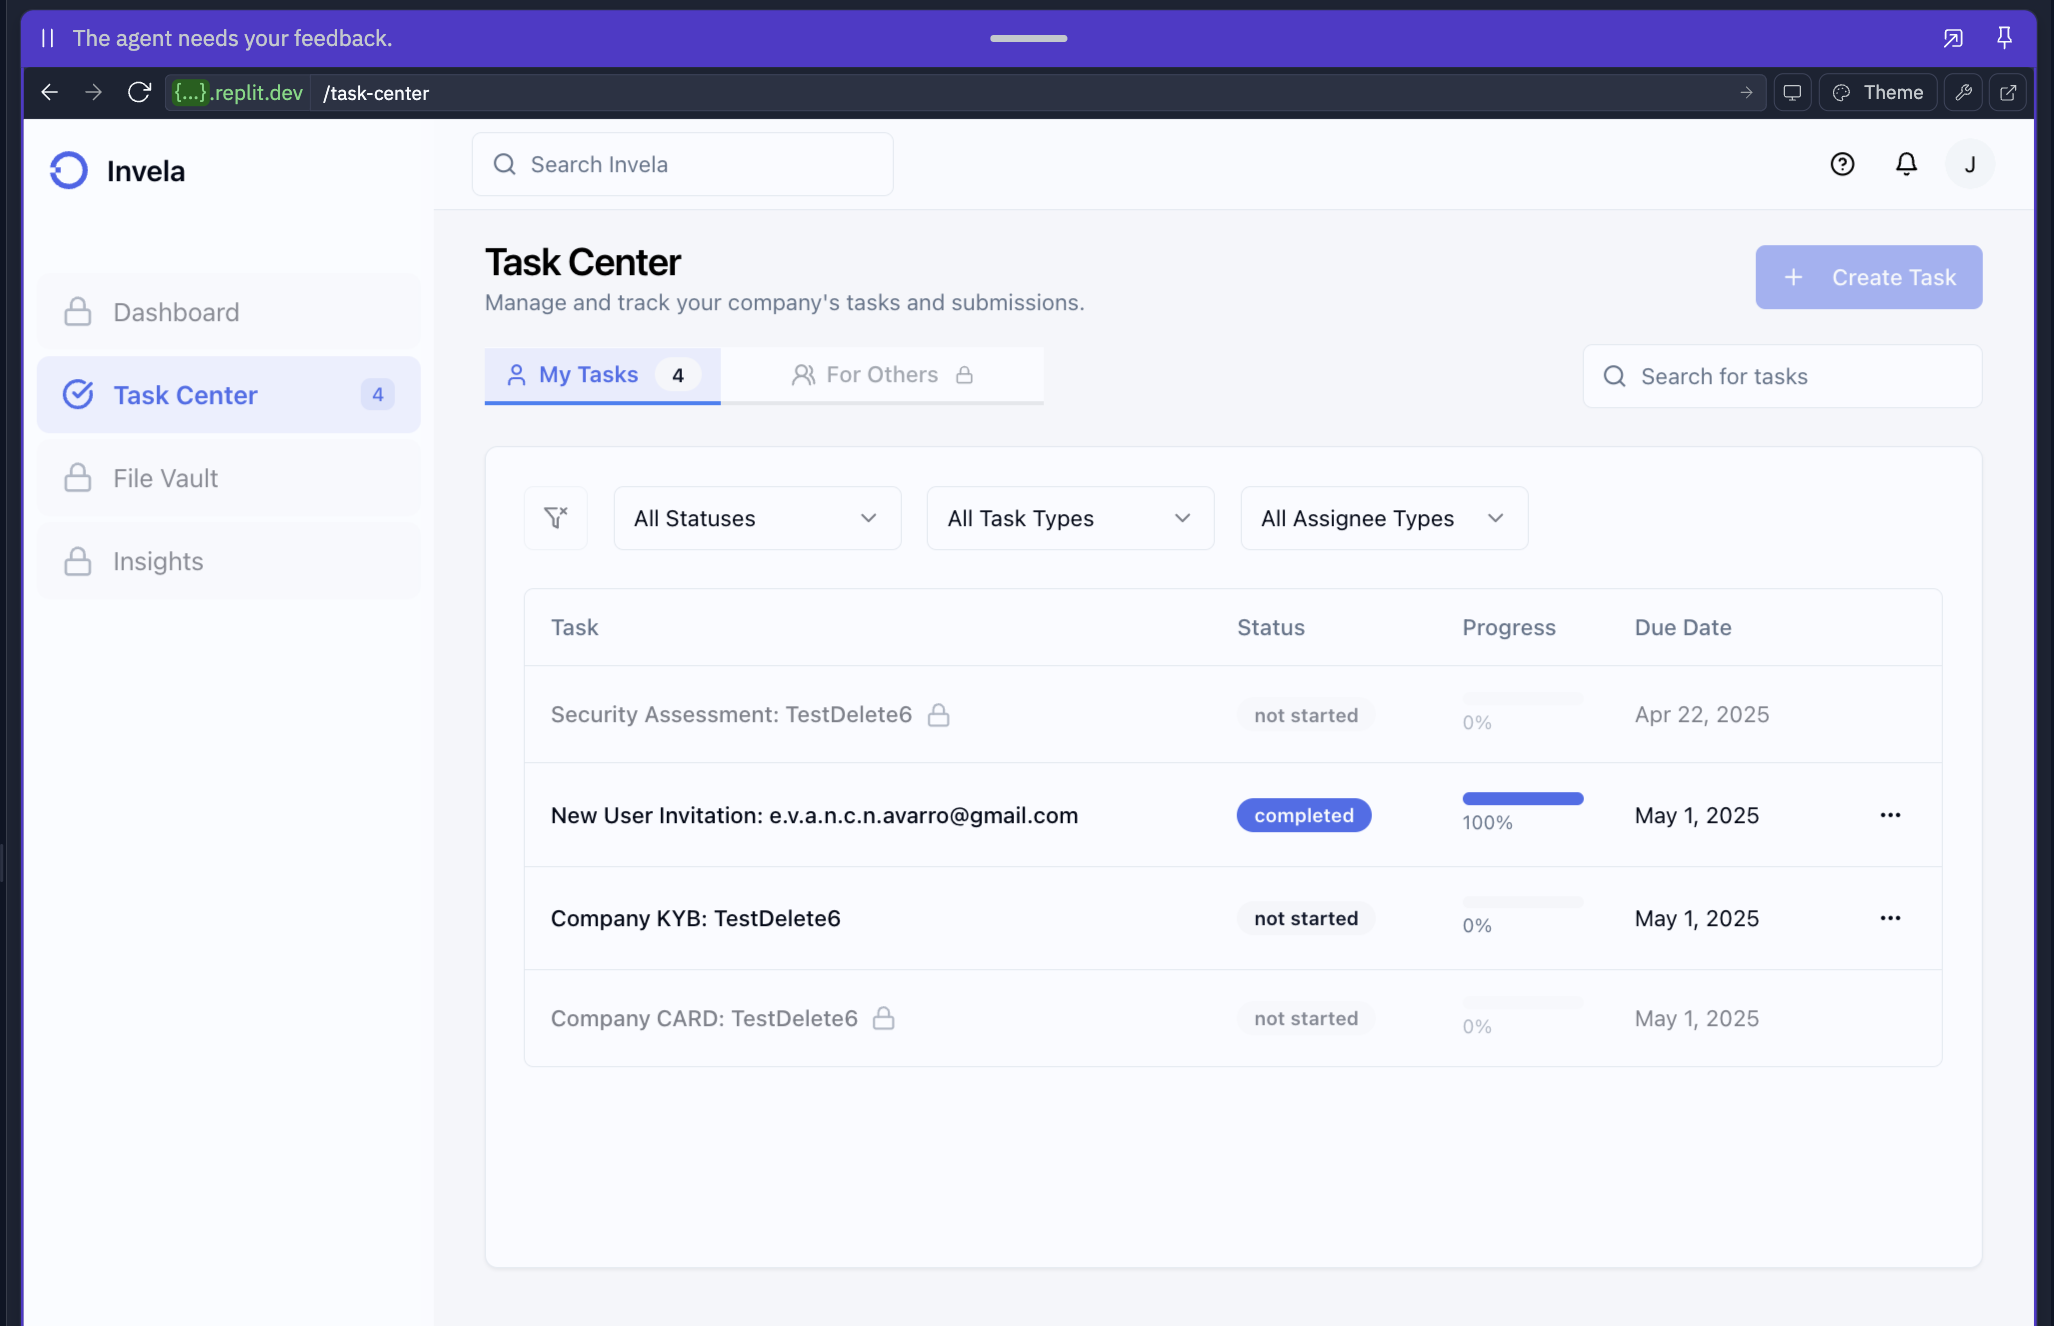 The agent needs your feedback.
{...}.replit.dev /task-center
Theme
Invela
Search Invela
J
Dashboard
Task Center 4
File Vault
Insights
Task Center
Manage and track your company's tasks and submissions.
+ Create Task
My Tasks 4
For Others
Search for tasks
All Statuses
All Task Types
All Assignee Types
Task Status Progress Due Date
Security Assessment: TestDelete6 not started 0% Apr 22, 2025
New User Invitation: e.v.a.n.c.n.avarro@gmail.com completed 100% May 1, 2025
Company KYB: TestDelete6 not started 0% May 1, 2025
Company CARD: TestDelete6 not started 0% May 1, 2025